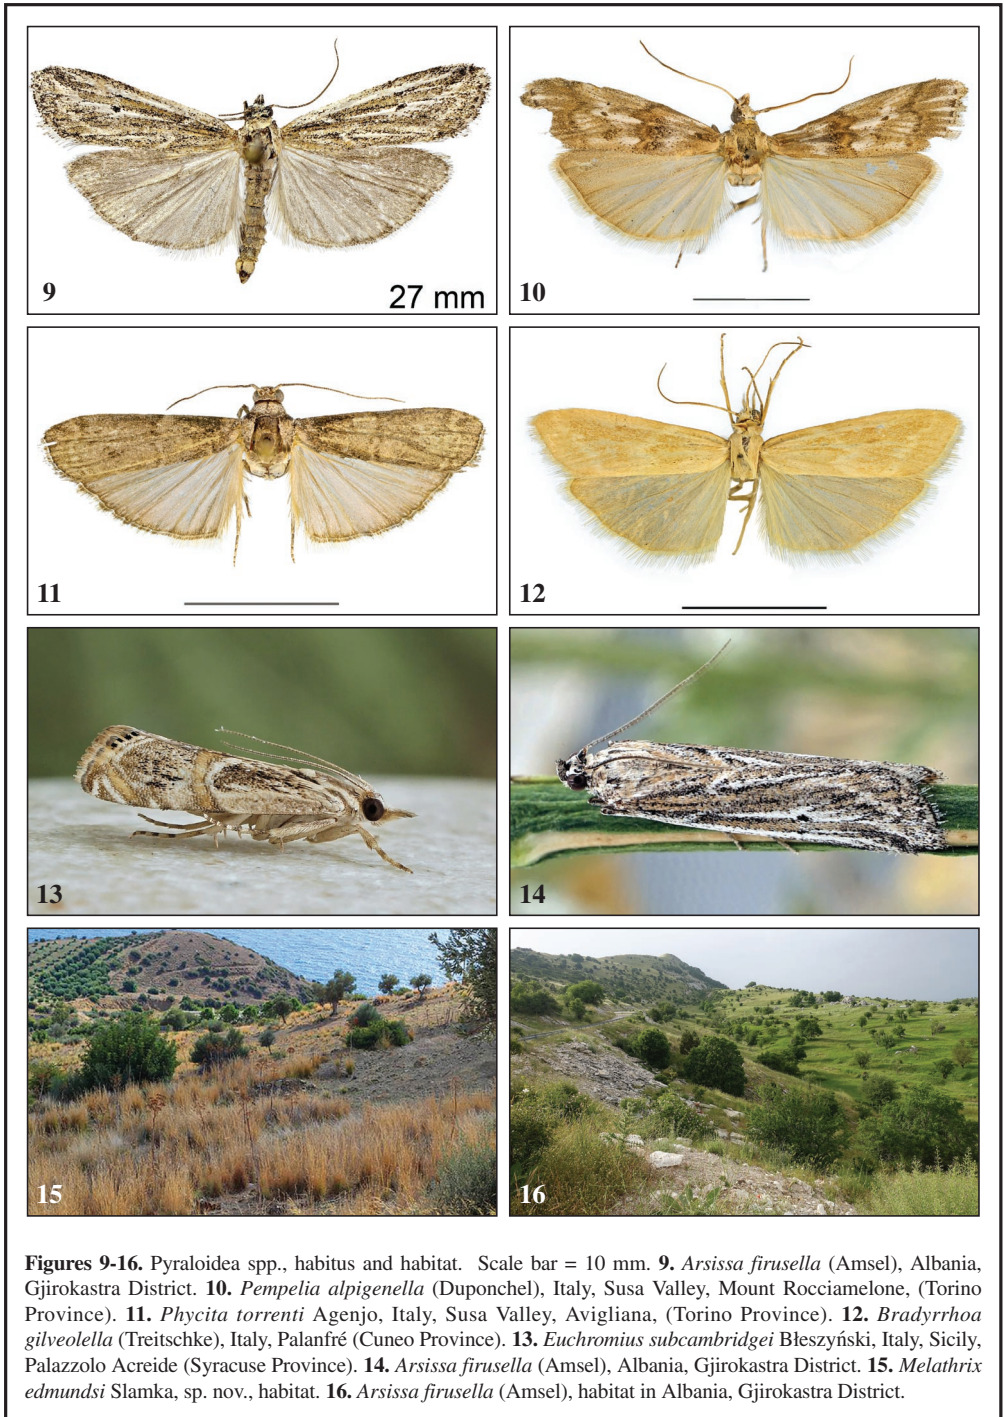 9
27 mm
10
11
12
13
14
15
16
Figures 9-16. Pyraloidea spp., habitus and habitat. Scale bar = 10 mm. 9. Arsissa firusella (Amsel), Albania,
Gjirokastra District. 10. Pempelia alpigenella (Duponchel), Italy, Susa Valley, Mount Rocciamelone, (Torino
Province). 11. Phycita torrenti Agenjo, Italy, Susa Valley, Avigliana, (Torino Province). 12. Bradyrrhoa
gilveolella (Treitschke), Italy, Palanfré (Cuneo Province). 13. Euchromius subcambridgei Błeszyński, Italy, Sicily,
Palazzolo Acreide (Syracuse Province). 14. Arsissa firusella (Amsel), Albania, Gjirokastra District. 15. Melathrix
edmundsi Slamka, sp. nov., habitat. 16. Arsissa firusella (Amsel), habitat in Albania, Gjirokastra District.